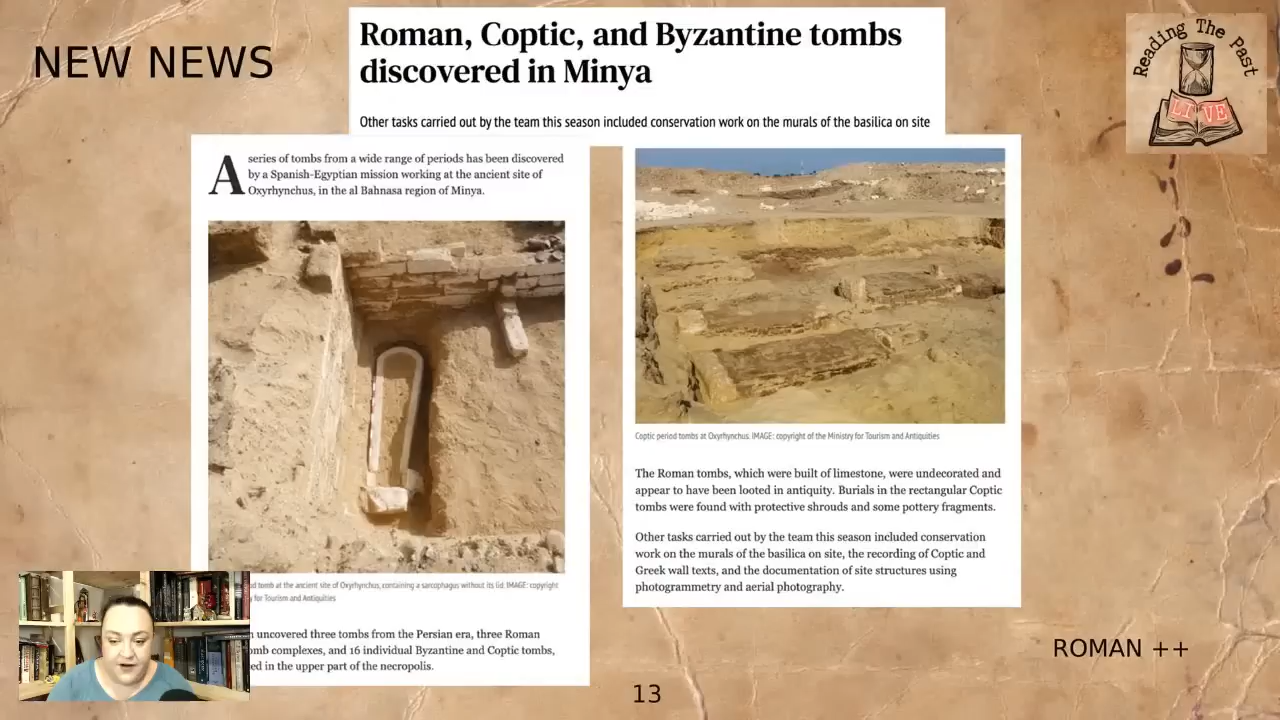 NEW NEWS
Roman, Coptic, and Byzantine tombs
discovered in Minya
Other tasks carried out by the team this season included conservation work on the murals of the basilica on site
Reading The Past
LIVE
A series of tombs from a wide range of periods has been discovered
by a Spanish-Egyptian mission working at the ancient site of
Oxyrhynchus, in the al Bahnasa region of Minya.
tomb at the ancient site of Oxyrhynchus, containing a sarcophagus without its lid. IMAGE: copyright
for Tourism and Antiquities
uncovered three tombs from the Persian era, three Roman
complexes, and 16 individual Byzantine and Coptic tombs,
in the upper part of the necropolis.
Coptic period tombs at Oxyrhynchus. IMAGE: copyright of the Ministry for Tourism and Antiquities
The Roman tombs, which were built of limestone, were undecorated and
appear to have been looted in antiquity. Burials in the rectangular Coptic
tombs were found with protective shrouds and some pottery fragments.
Other tasks carried out by the team this season included conservation
work on the murals of the basilica on site, the recording of Coptic and
Greek wall texts, and the documentation of site structures using
photogrammetry and aerial photography.
ROMAN ++
13